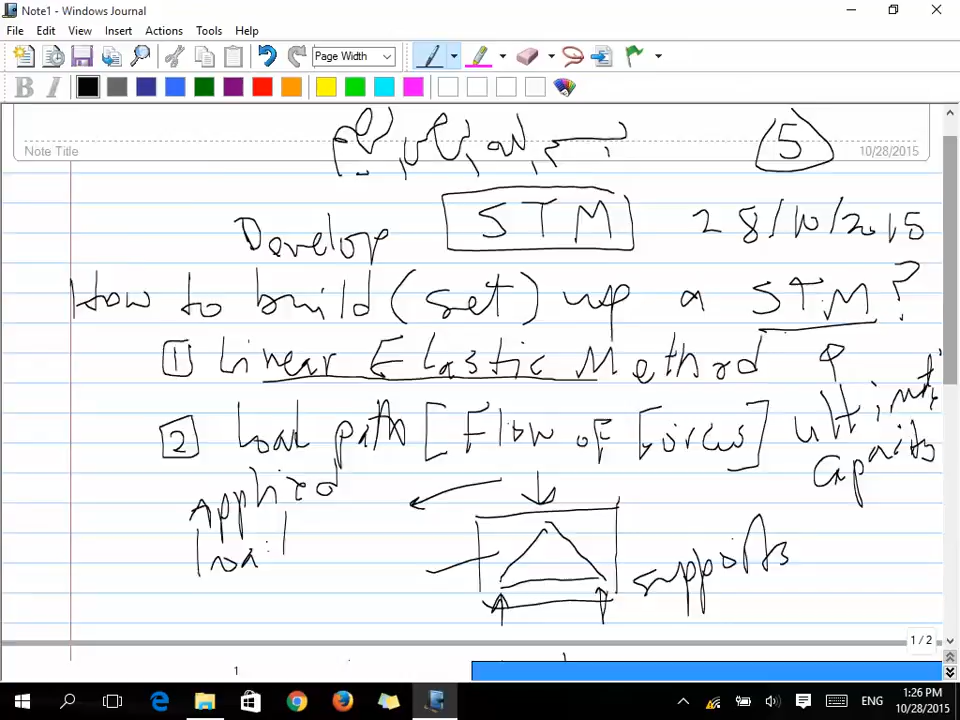 Note1 - Windows Journal
File Edit View Insert Actions Tools Help
Page Width
B I
Note Title
5
10/28/2015
Develop STM 28/10/2015
How to build (set) up a STM?
1 Linear Elastic Method
2 Load path [Flow of Forces] ultimate
capacity
applied
load
supports
1/2
1
ENG
1:26 PM
10/28/2015